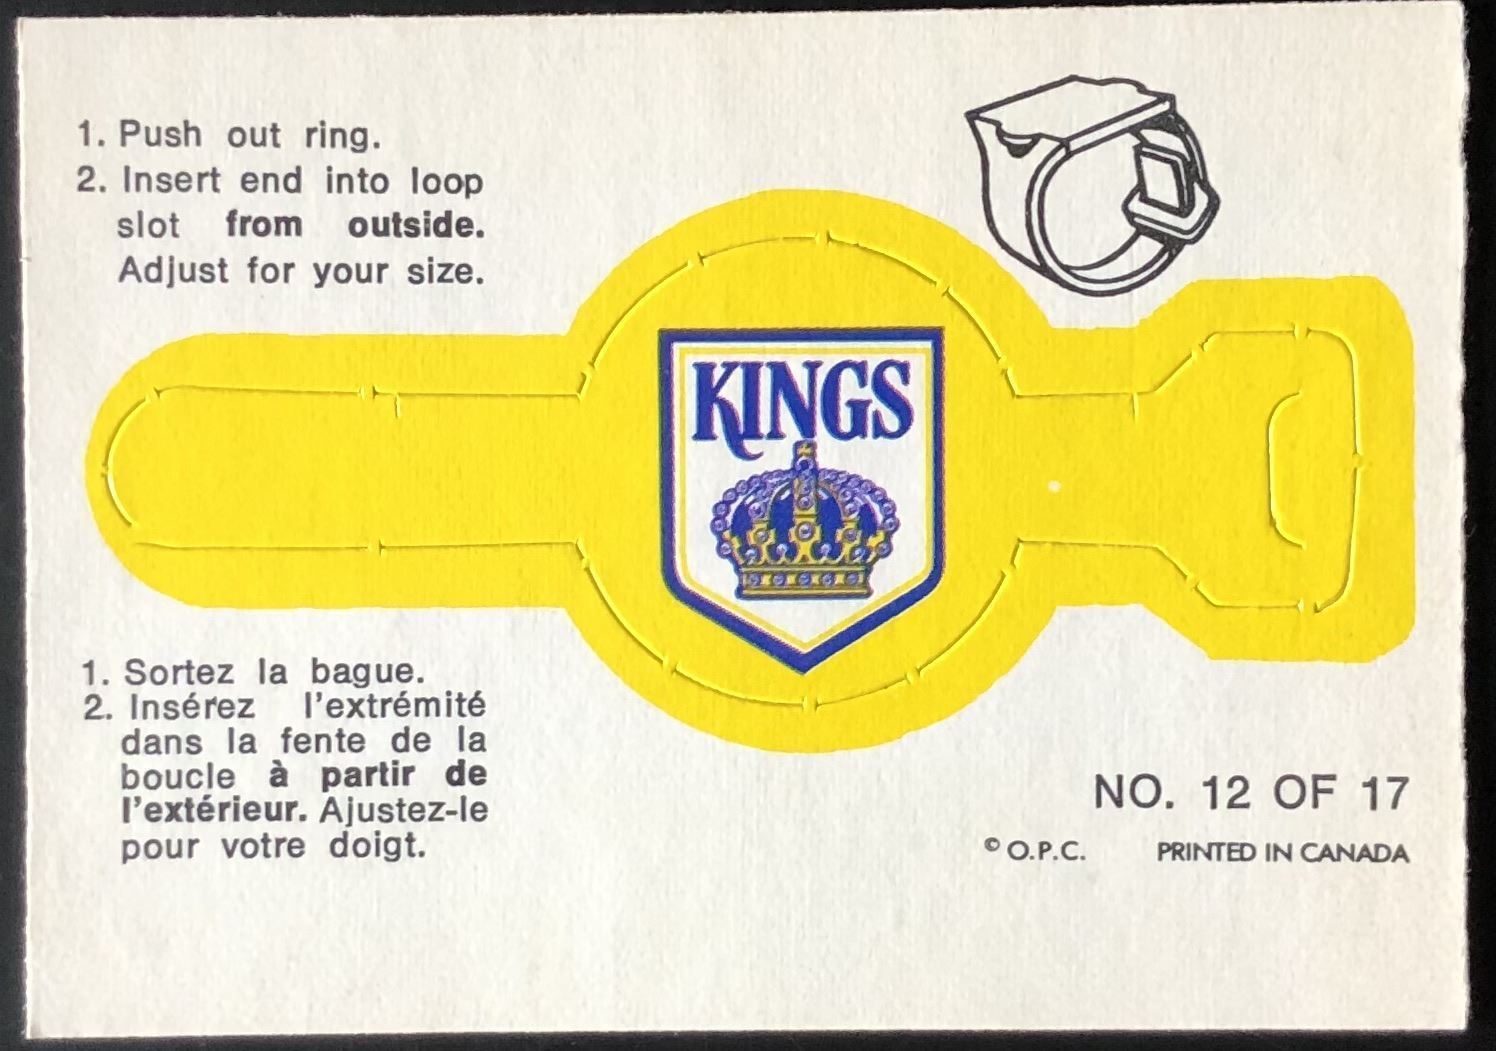 1. Push out ring.
2. Insert end into loop
slot from outside.
Adjust for your size.
KINGS
1. Sortez la bague.
2. Insérez l'extrémité
dans la fente de la
boucle à partir de
l'extérieur. Ajustez-le
pour votre doigt.
NO. 12 OF 17
© O.P.C. PRINTED IN CANADA